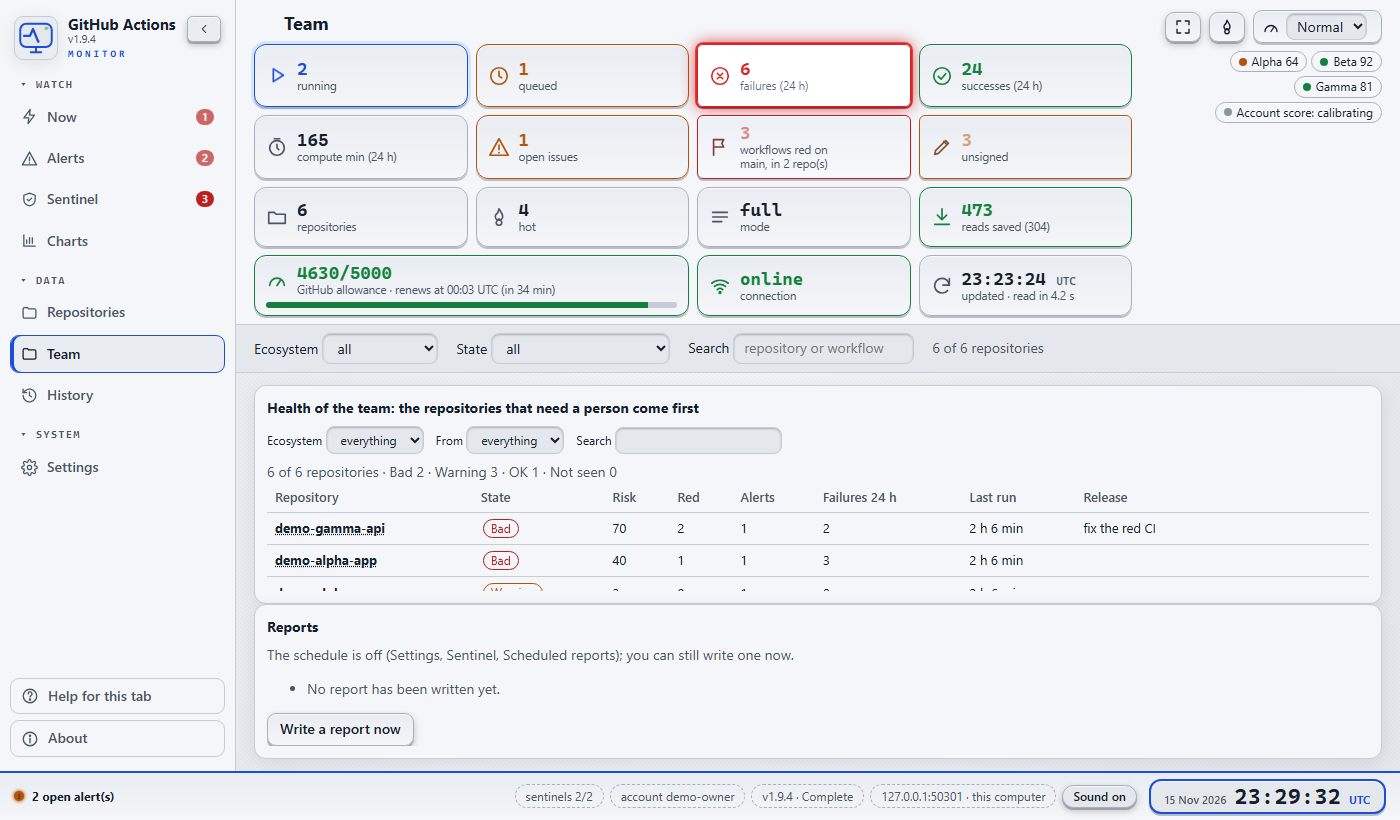 GitHub Actions
v1.9.4
MONITOR
WATCH
Now 1
Alerts 2
Sentinel 3
Charts
DATA
Repositories
Team
History
SYSTEM
Settings
Help for this tab
About
Team
Normal
Alpha 64
Beta 92
Gamma 81
Account score: calibrating
2
running
1
queued
6
failures (24 h)
24
successes (24 h)
165
compute min (24 h)
1
open issues
3
workflows red on
main, in 2 repo(s)
3
unsigned
6
repositories
4
hot
full
mode
473
reads saved (304)
4630/5000
GitHub allowance · renews at 00:03 UTC (in 34 min)
online
connection
23:23:24 UTC
updated · read in 4.2 s
Ecosystem all State all Search repository or workflow 6 of 6 repositories
Health of the team: the repositories that need a person come first
Ecosystem everything From everything Search
6 of 6 repositories · Bad 2 · Warning 3 · OK 1 · Not seen 0
Repository State Risk Red Alerts Failures 24 h Last run Release
demo-gamma-api Bad 70 2 1 2 2 h 6 min fix the red CI
demo-alpha-app Bad 40 1 1 3 2 h 6 min
Reports
The schedule is off (Settings, Sentinel, Scheduled reports); you can still write one now.
No report has been written yet.
Write a report now
2 open alert(s)
sentinels 2/2
account demo-owner
v1.9.4 · Complete
127.0.0.1:50301 · this computer
Sound on
15 Nov 2026 23:29:32 UTC